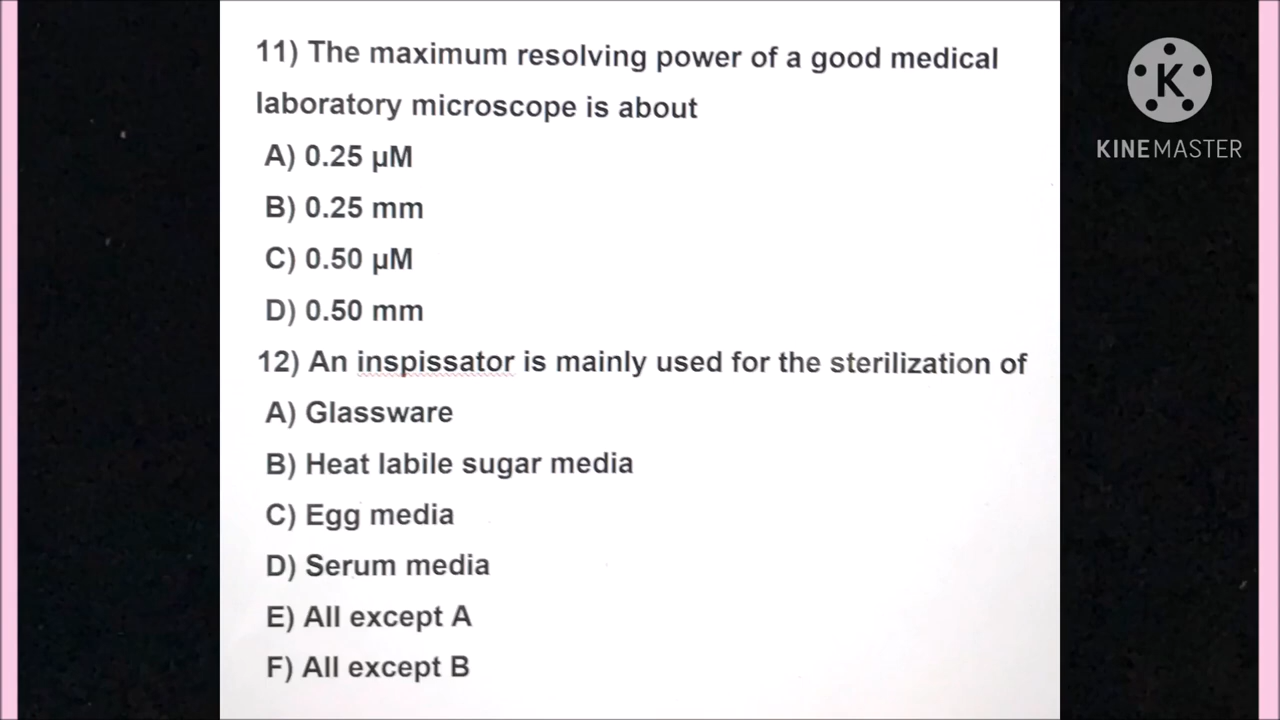 11) The maximum resolving power of a good medical
laboratory microscope is about
A) 0.25 µM
B) 0.25 mm
C) 0.50 µM
D) 0.50 mm
12) An inspissator is mainly used for the sterilization of
A) Glassware
B) Heat labile sugar media
C) Egg media
D) Serum media
E) All except A
F) All except B
K
KINEMASTER